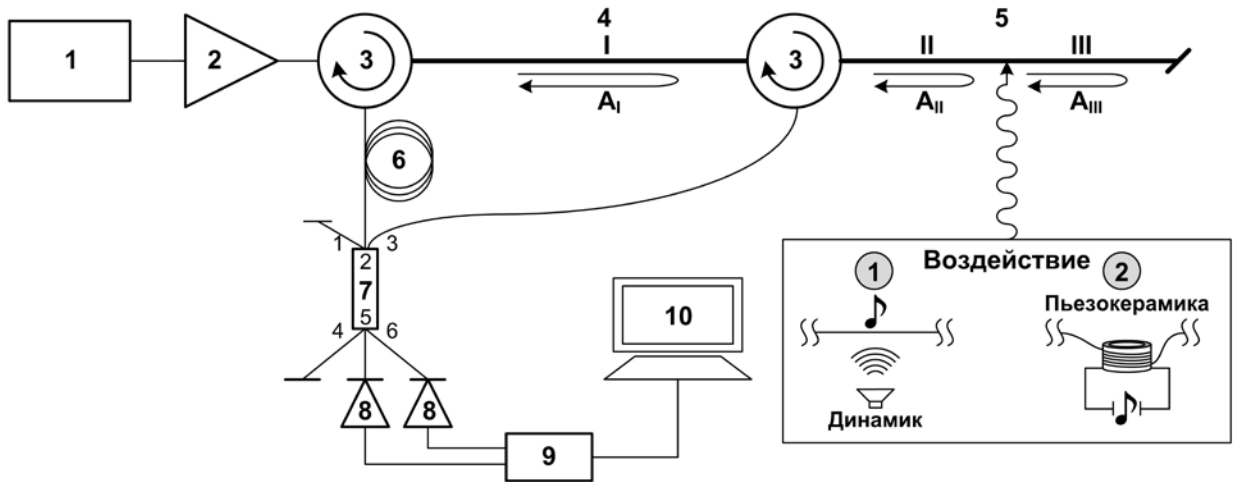 4
5
1
2
3
I
3
II
III
A_I
A_II
A_III
6
1
3
2
7
5
4
6
8
8
9
10
Воздействие
1
2
Пьезокерамика
Динамик